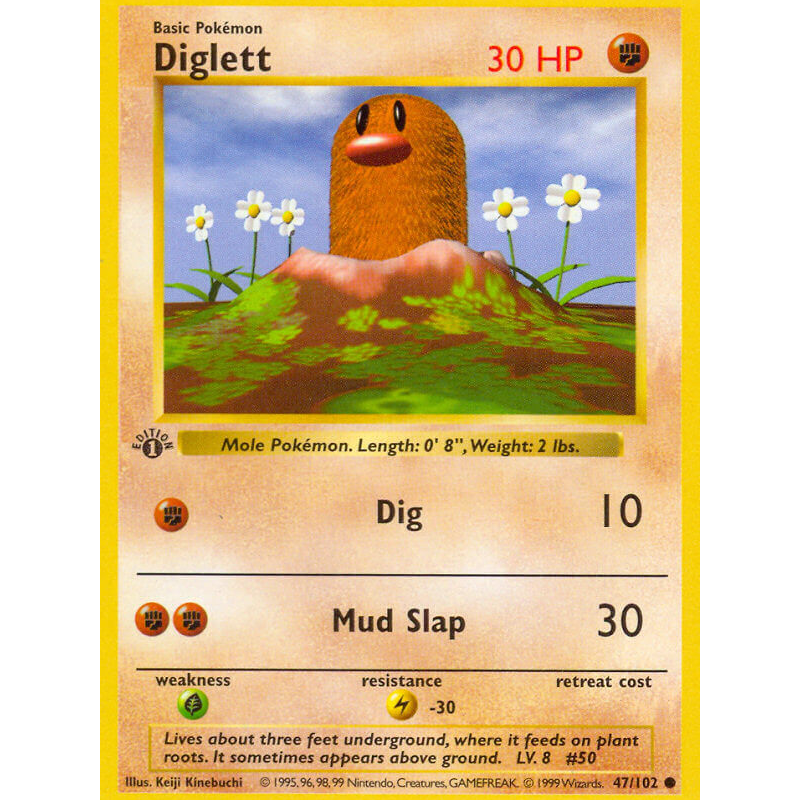 Basic Pokémon
Diglett
30 HP
EDITION
1
Mole Pokémon. Length: 0' 8", Weight: 2 lbs.
Dig 10
Mud Slap 30
weakness resistance retreat cost
-30
Lives about three feet underground, where it feeds on plant
roots. It sometimes appears above ground. LV. 8 #50
Illus. Keiji Kinebuchi © 1995, 96, 98, 99 Nintendo, Creatures, GAMEFREAK. © 1999 Wizards. 47/102